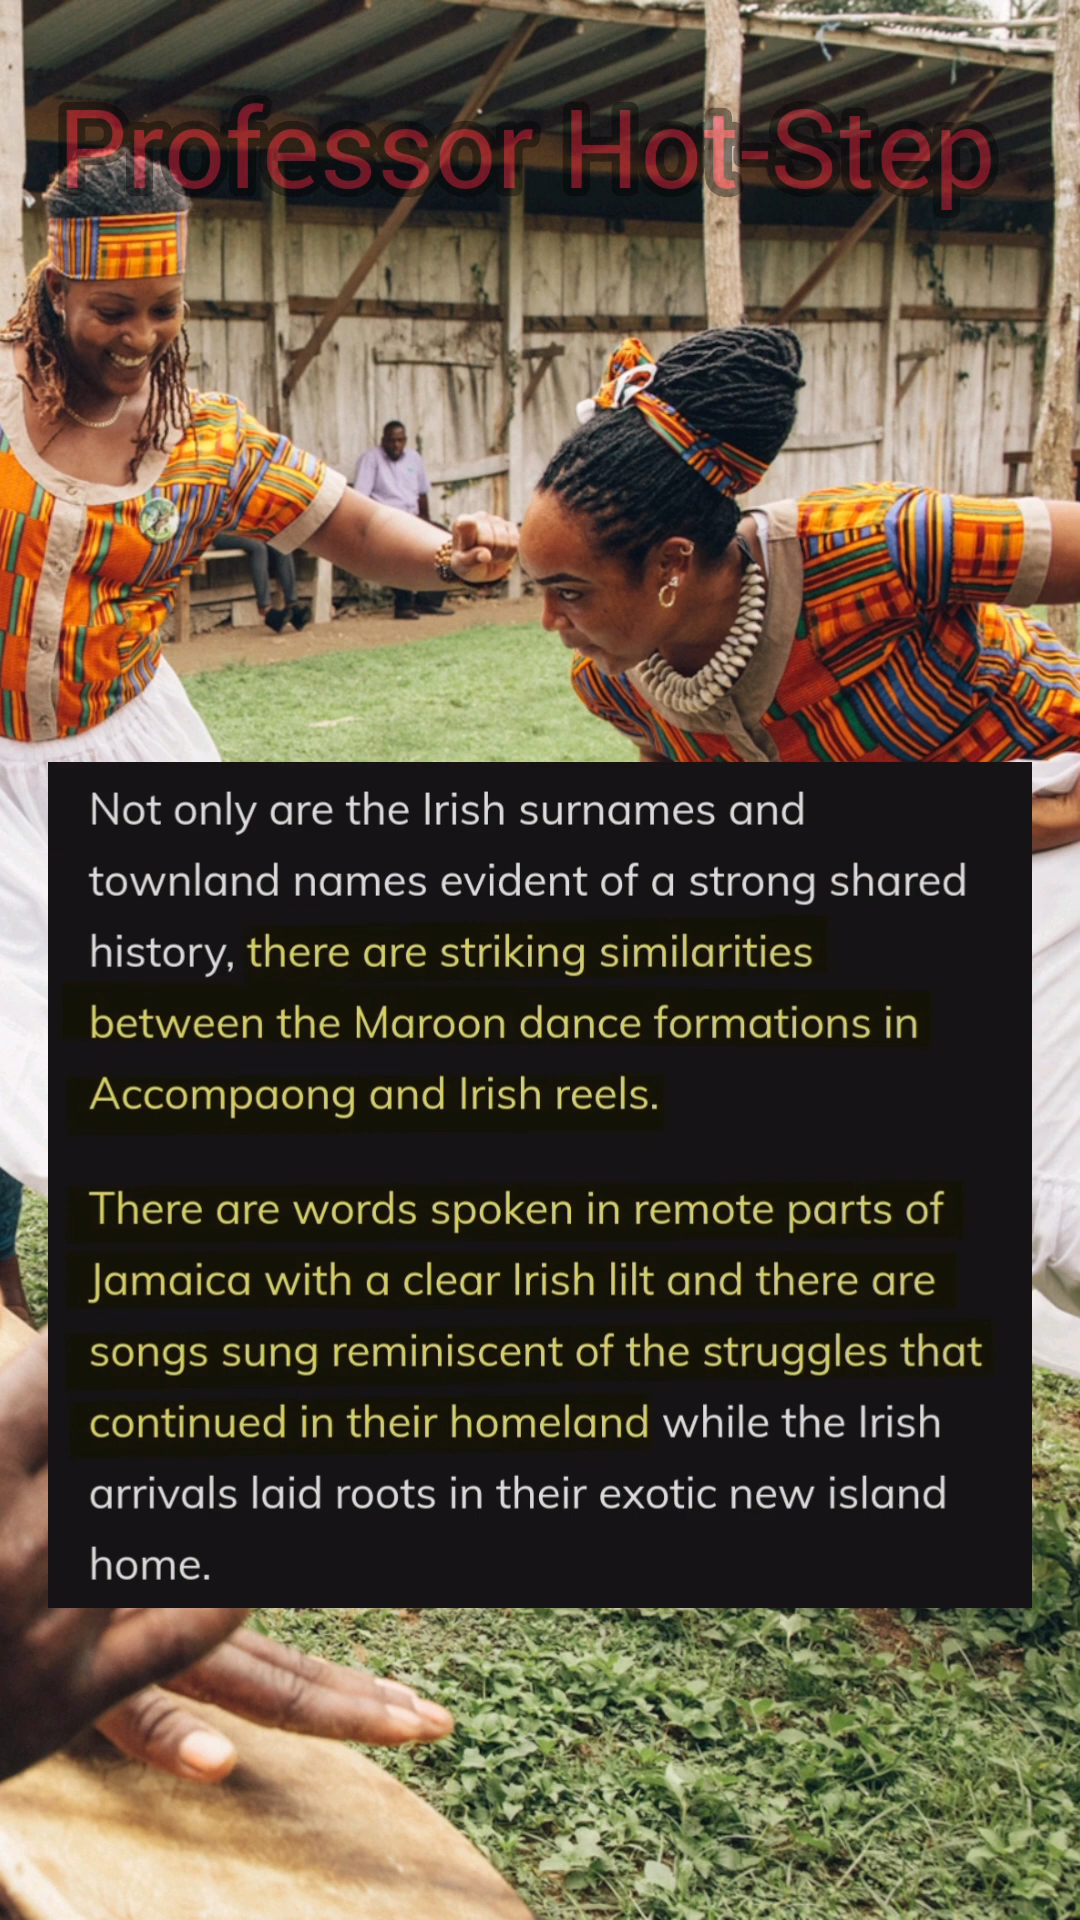 Professor Hot-Step
Not only are the Irish surnames and
townland names evident of a strong shared
history, there are striking similarities
between the Maroon dance formations in
Accompaong and Irish reels.
There are words spoken in remote parts of
Jamaica with a clear Irish lilt and there are
songs sung reminiscent of the struggles that
continued in their homeland while the Irish
arrivals laid roots in their exotic new island
home.